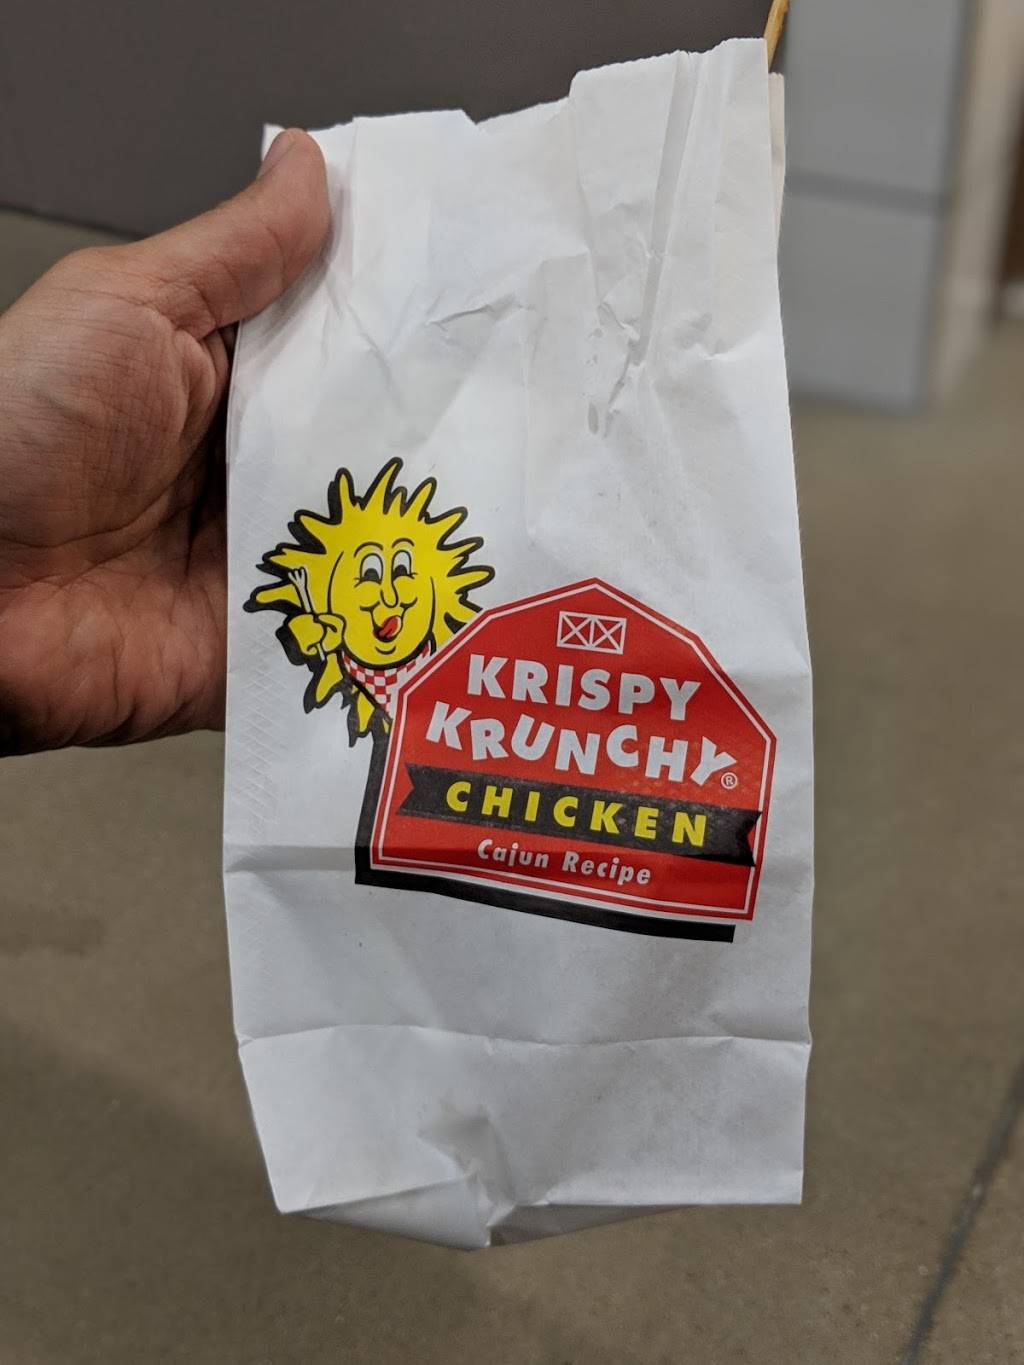 KRISPY
KRUNCHY®
CHICKEN
Cajun Recipe